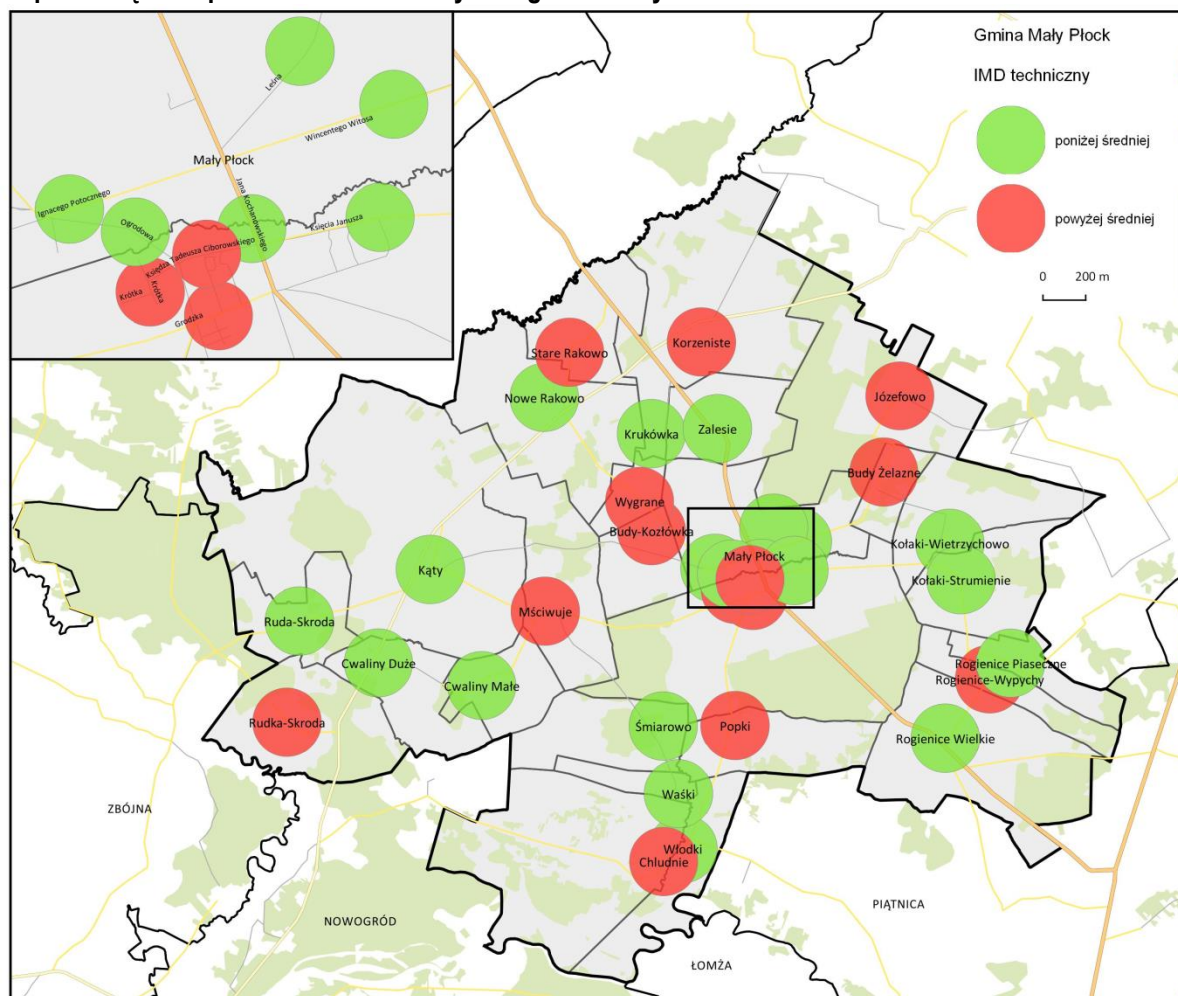 Gmina Mały Płock
IMD techniczny
poniżej średniej
powyżej średniej
0 200 m
Leśna
Wincentego Witosa
Mały Płock
Ignacego Potocznego
Jana Kochanowskiego
Ogrodowa
Księcia Janusza
Księdza Tadeusza Ciborowskiego
Krótka
Krótka
Grodzka
Stare Rakowo
Korzeniste
Nowe Rakowo
Józefowo
Krukówka
Zalesie
Budy Żelazne
Wygrane
Budy-Kozłówka
Kołaki-Wietrzychowo
Mały Płock
Kąty
Kołaki-Strumienie
Mściwuje
Ruda-Skroda
Cwaliny Duże
Rogienice Piaseczne
Rogienice-Wypychy
Cwaliny Małe
Rudka-Skroda
Śmiarowo
Popki
Rogienice Wielkie
Waśki
ZBÓJNA
Włodki
Chludnie
PIĄTNICA
NOWOGRÓD
ŁOMŻA